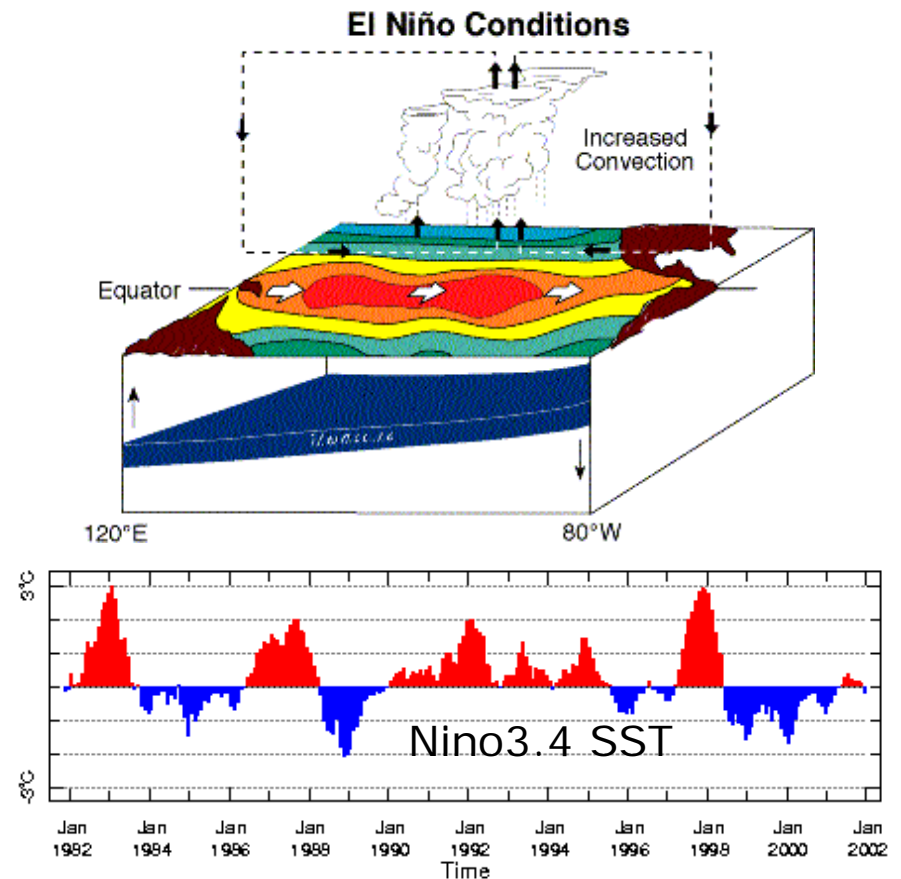 El Niño Conditions
Increased
Convection
Equator
120°E
80°W
3°C
-3°C
Nino3.4 SST
Jan Jan Jan Jan Jan Jan Jan Jan Jan Jan Jan
1982 1984 1986 1988 1990 1992 1994 1996 1998 2000 2002
Time